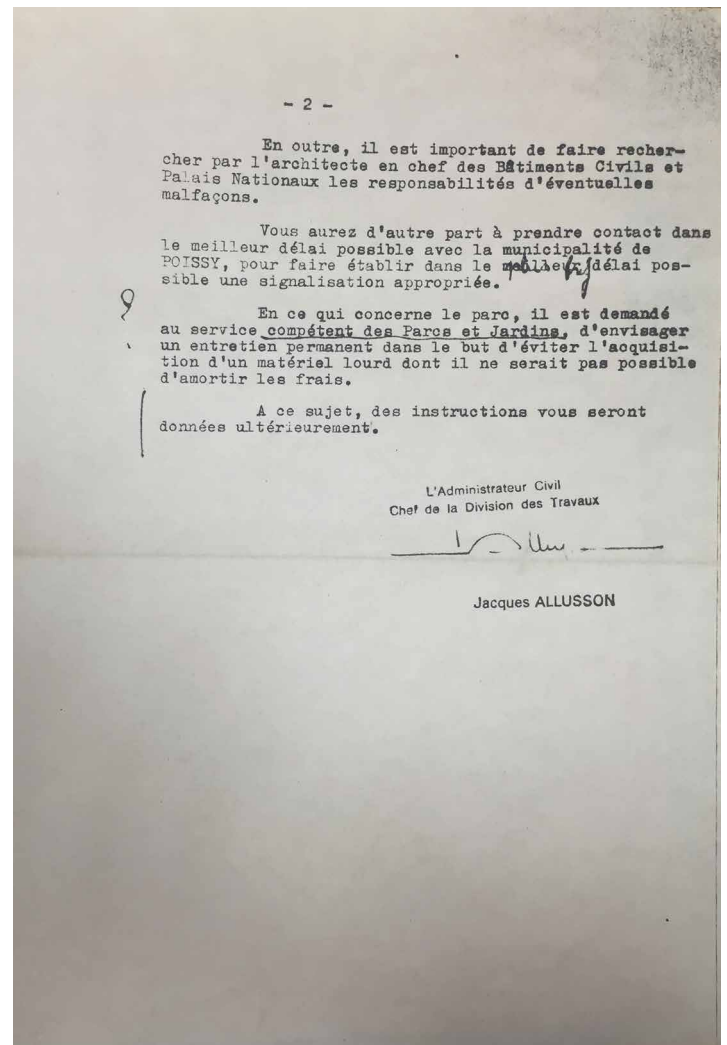 - 2 -
En outre, il est important de faire recher-
cher par l'architecte en chef des Bâtiments Civils et
Palais Nationaux les responsabilités d'éventuelles
malfaçons.
Vous aurez d'autre part à prendre contact dans
le meilleur délai possible avec la municipalité de
POISSY, pour faire établir dans le délai pos-
sible une signalisation appropriée.
En ce qui concerne le parc, il est demandé
au service compétent des Parcs et Jardins, d'envisager
un entretien permanent dans le but d'éviter l'acquisi-
tion d'un matériel lourd dont il ne serait pas possible
d'amortir les frais.
A ce sujet, des instructions vous seront
données ultérieurement.
L'Administrateur Civil
Chef de la Division des Travaux
Jacques ALLUSSON